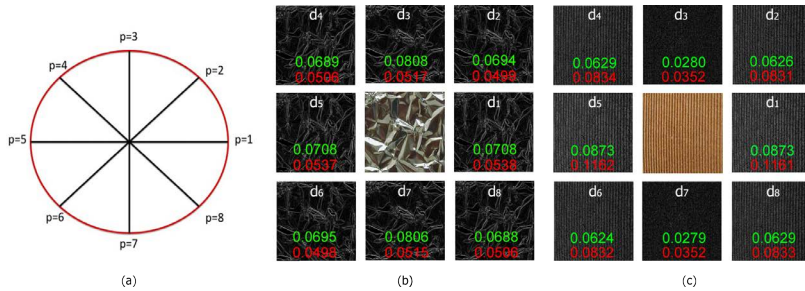 p=3
p=4
p=2
p=5
p=1
p=6
p=8
p=7
(a)
d4 d3 d2
0.0689 0.0808 0.0694
0.0506 0.0517 0.0499
d5 d1
0.0708 0.0708
0.0537 0.0538
d6 d7 d8
0.0695 0.0806 0.0688
0.0498 0.0515 0.0506
(b)
d4 d3 d2
0.0629 0.0280 0.0626
0.0834 0.0352 0.0831
d5 d1
0.0873 0.0873
0.1162 0.1161
d6 d7 d8
0.0624 0.0279 0.0629
0.0832 0.0352 0.0833
(c)